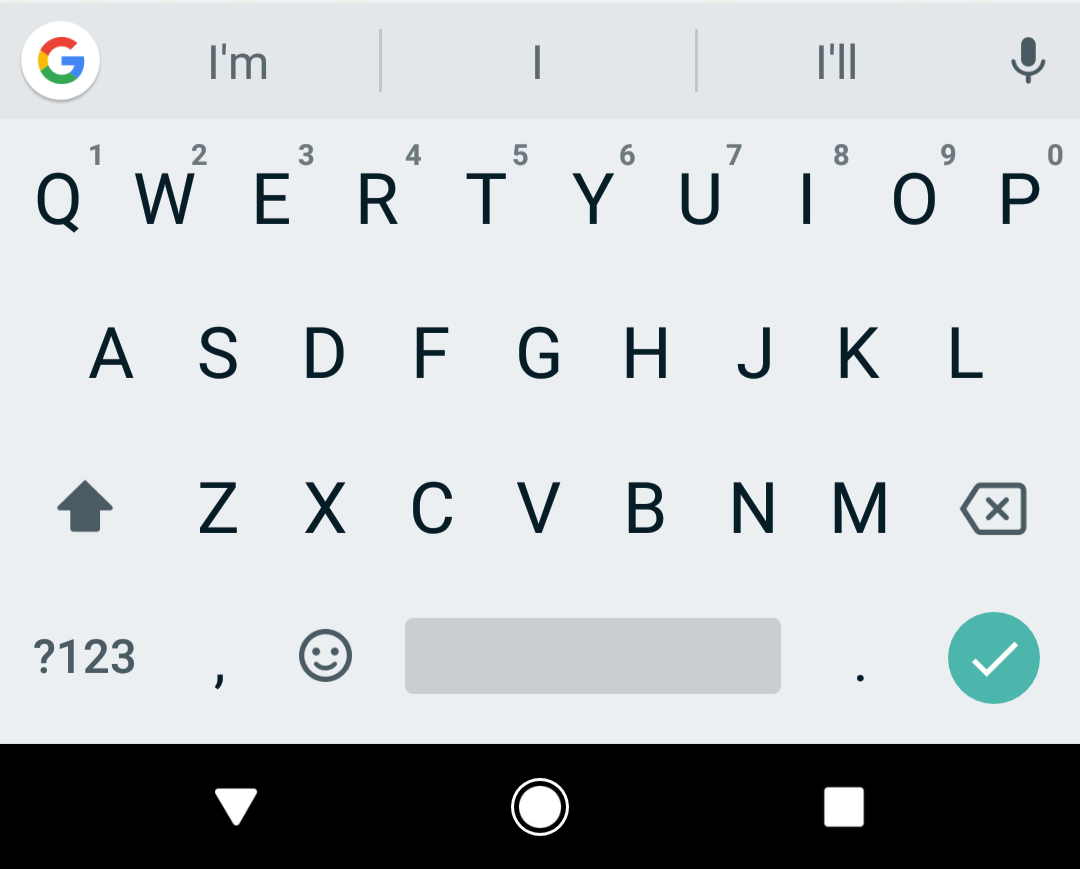 G I'm I I'll
1 2 3 4 5 6 7 8 9 0
Q W E R T Y U I O P
A S D F G H J K L
Z X C V B N M
?123 , .